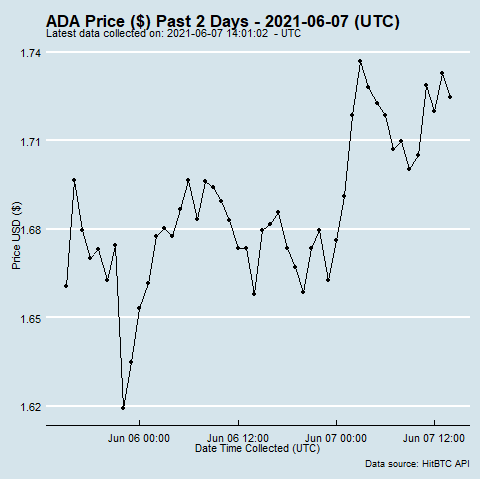 ADA Price ($) Past 2 Days - 2021-06-07 (UTC)
Latest data collected on: 2021-06-07 14:01:02  - UTC
1.74
1.71
1.68
1.65
1.62
Price USD ($)
Jun 06 00:00 Jun 06 12:00 Jun 07 00:00 Jun 07 12:00
Date Time Collected (UTC)
Data source: HitBTC API